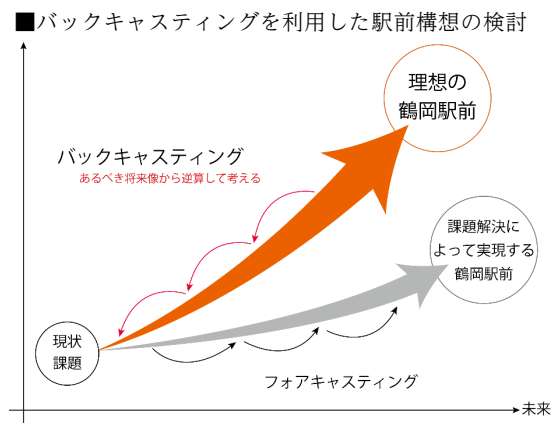 ■バックキャスティングを利用した駅前構想の検討
理想の
鶴岡駅前
バックキャスティング
あるべき将来像から逆算して考える
課題解決に
よって実現する
鶴岡駅前
現状
課題
フォアキャスティング
未来